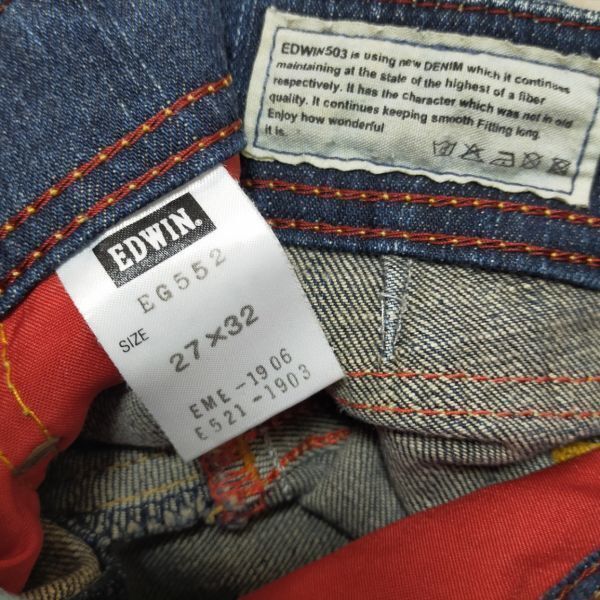 EDWIN503 is using new DENIM which it continues
maintaining at the state of the highest of a fiber
respectively. It has the Character which was not in old
quality. It continues keeping smooth Fitting long.
Enjoy how wonderful
it is.
EDWIN.
EG552
SIZE
27×32
EME-1906
E521-1903